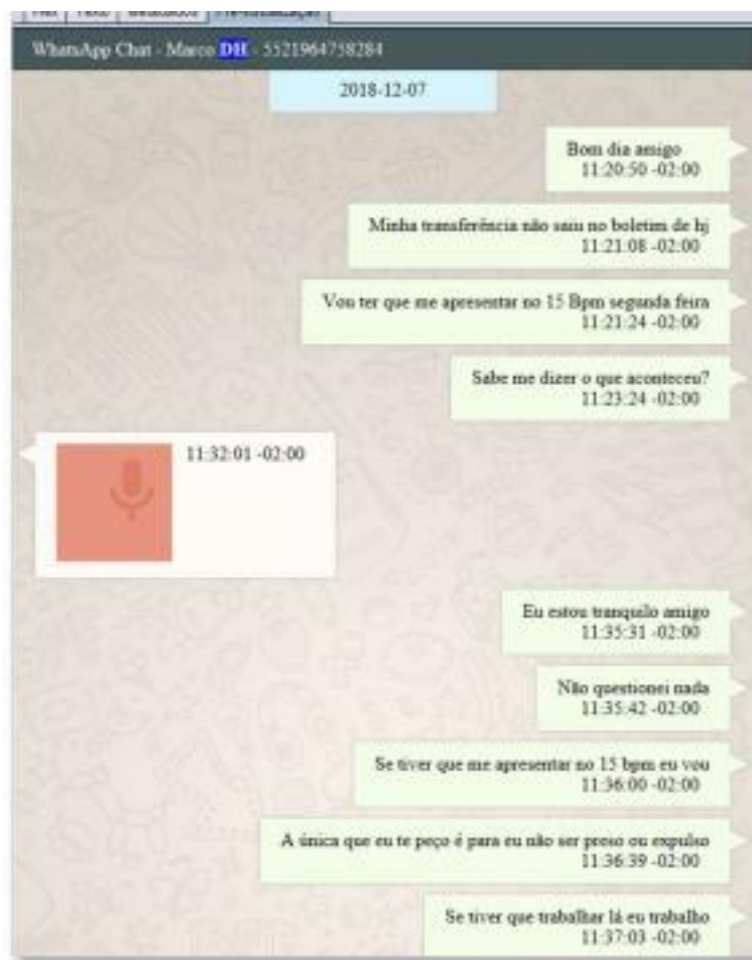 Hex Texto Metadados Pré-visualização
WhatsApp Chat - Marco DH - 5521964758284
2018-12-07
Bom dia amigo
11:20:50 -02:00
Minha transferência não saiu no boletim de hj
11:21:08 -02:00
Vou ter que me apresentar no 15 Bpm segunda feira
11:21:24 -02:00
Sabe me dizer o que aconteceu?
11:23:24 -02:00
11:32:01 -02:00
Eu estou tranquilo amigo
11:35:31 -02:00
Não questionei nada
11:35:42 -02:00
Se tiver que me apresentar no 15 bpm eu vou
11:36:00 -02:00
A única que eu te peço é para eu não ser preso ou expulso
11:36:39 -02:00
Se tiver que trabalhar lá eu trabalho
11:37:03 -02:00